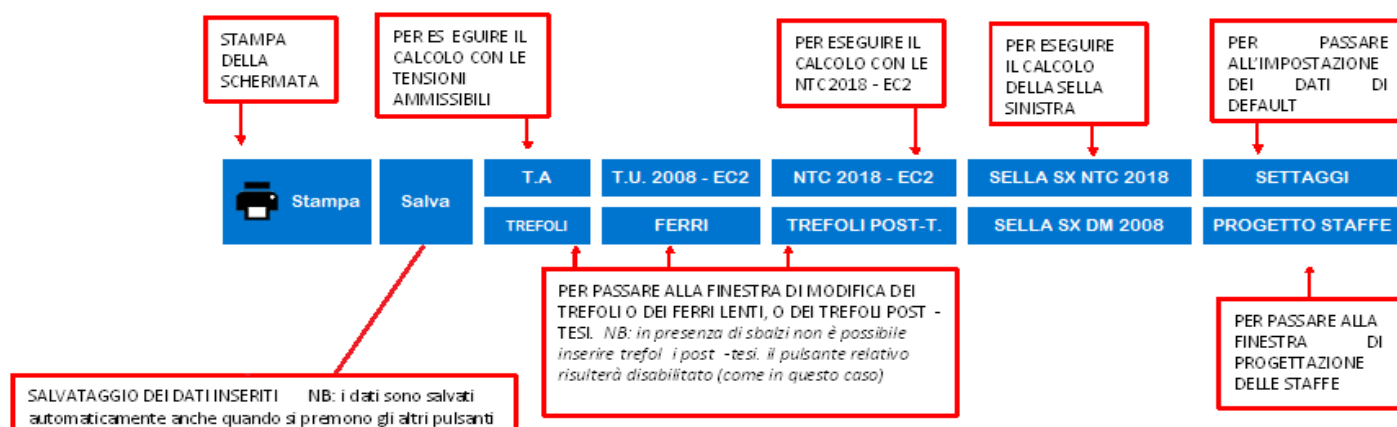 STAMPA
DELLA
SCHERMATA
PER ES EGUIRE IL
CALCOLO CON LE
TENSIONI
AMMISSIBILI
PER ESEGUIRE IL
CALCOLO CON LE
NTC2018 - EC2
PER ESEGUIRE
IL CALCOLO
DELLA SELLA
SINISTRA
PER PASSARE
ALL'IMPOSTAZIONE
DEI DATI DI
DEFAULT
Stampa
Salva
T.A
T.U. 2008 - EC2
NTC 2018 - EC2
SELLA SX NTC 2018
SETTAGGI
TREFOLI
FERRI
TREFOLI POST-T.
SELLA SX DM 2008
PROGETTO STAFFE
PER PASSARE ALLA FINESTRA DI MODIFICA DEI
TREFOLI O DEI FERRI LENTI, O DEI TREFOLI POST -
TESI. NB: in presenza di sbalzi non è possibile
inserire trefol i post -tesi. il pulsante relativo
risulterà disabilitato (come in questo caso)
PER PASSARE ALLA
FINESTRA DI
PROGETTAZIONE
DELLE STAFFE
SALVATAGGIO DEI DATI INSERITI NB: i dati sono salvati
automaticamente anche quando si premono gli altri pulsanti